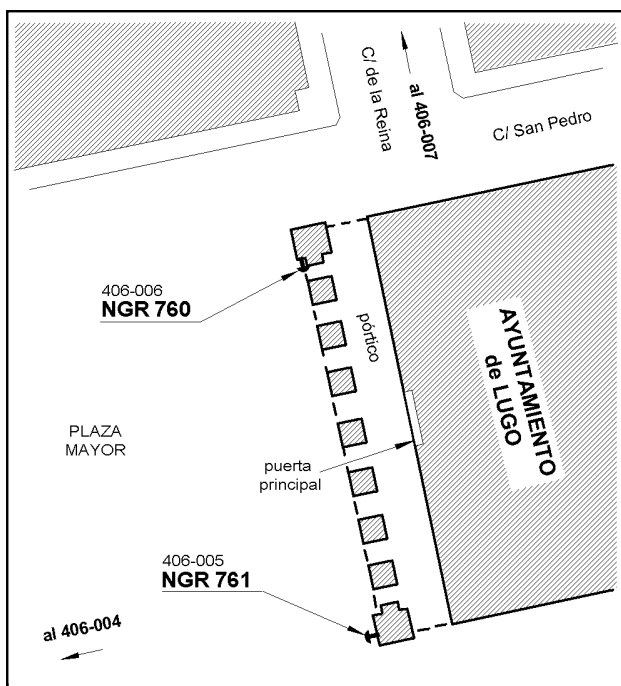 C/ de la Reina
al 406-007
C/ San Pedro
406-006
NGR 760
pórtico
AYUNTAMIENTO
de LUGO
PLAZA
MAYOR
puerta
principal
406-005
NGR 761
al 406-004